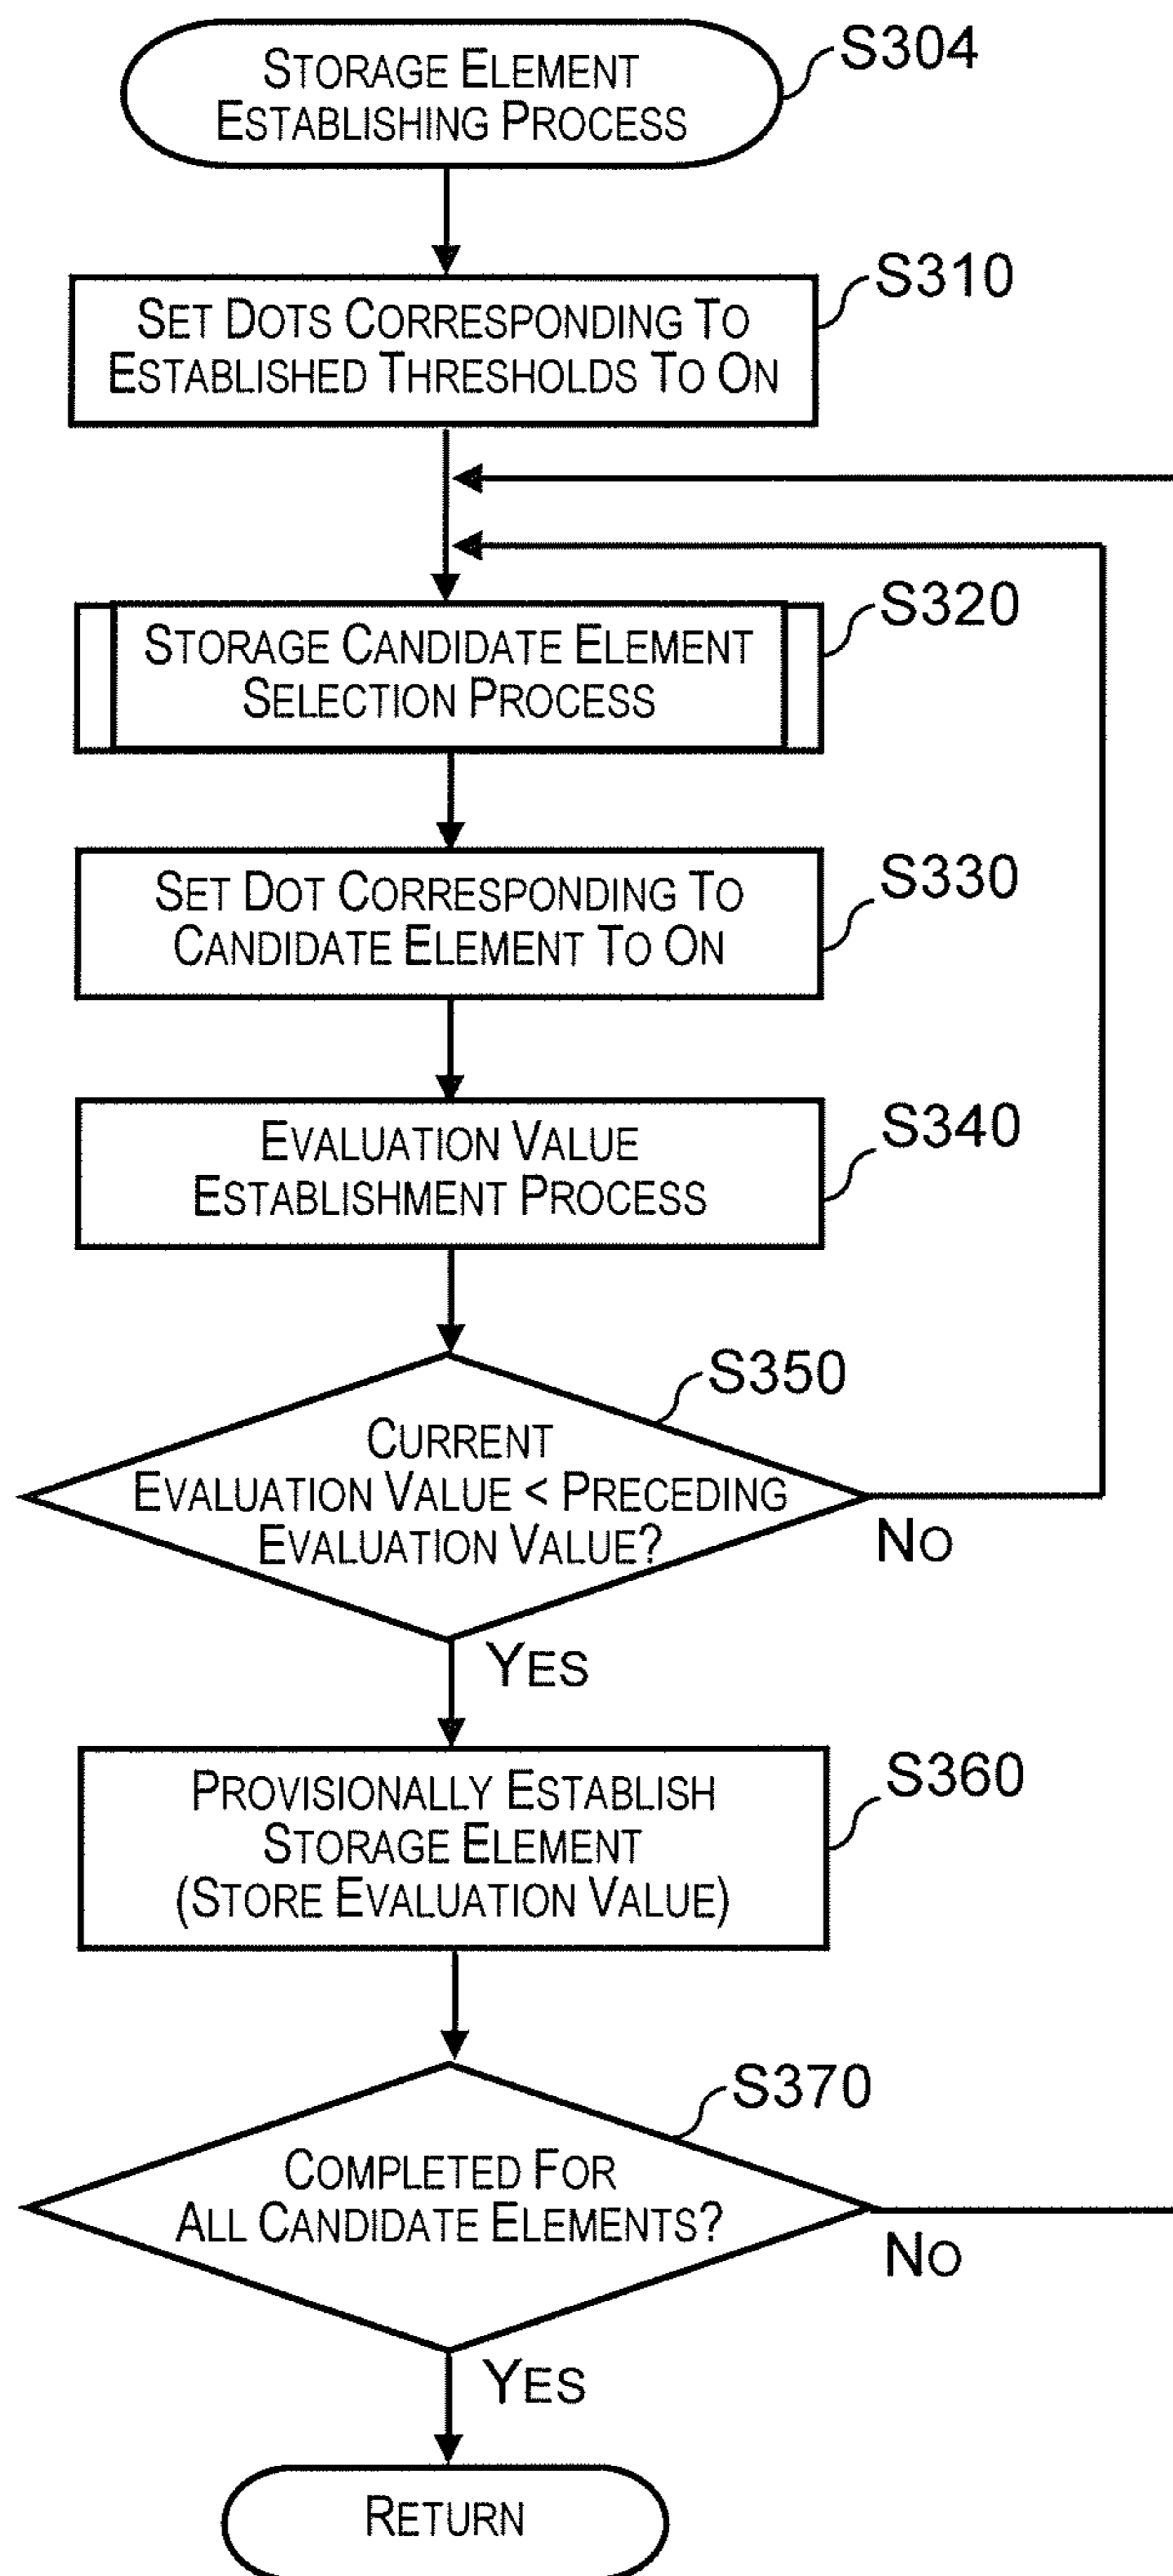 STORAGE ELEMENT
ESTABLISHING PROCESS
S304
SET DOTS CORRESPONDING TO
ESTABLISHED THRESHOLDS TO ON
S310
STORAGE CANDIDATE ELEMENT
SELECTION PROCESS
S320
SET DOT CORRESPONDING TO
CANDIDATE ELEMENT TO ON
S330
EVALUATION VALUE
ESTABLISHMENT PROCESS
S340
CURRENT
EVALUATION VALUE < PRECEDING
EVALUATION VALUE?
S350
NO
YES
PROVISIONALLY ESTABLISH
STORAGE ELEMENT
(STORE EVALUATION VALUE)
S360
COMPLETED FOR
ALL CANDIDATE ELEMENTS?
S370
NO
YES
RETURN